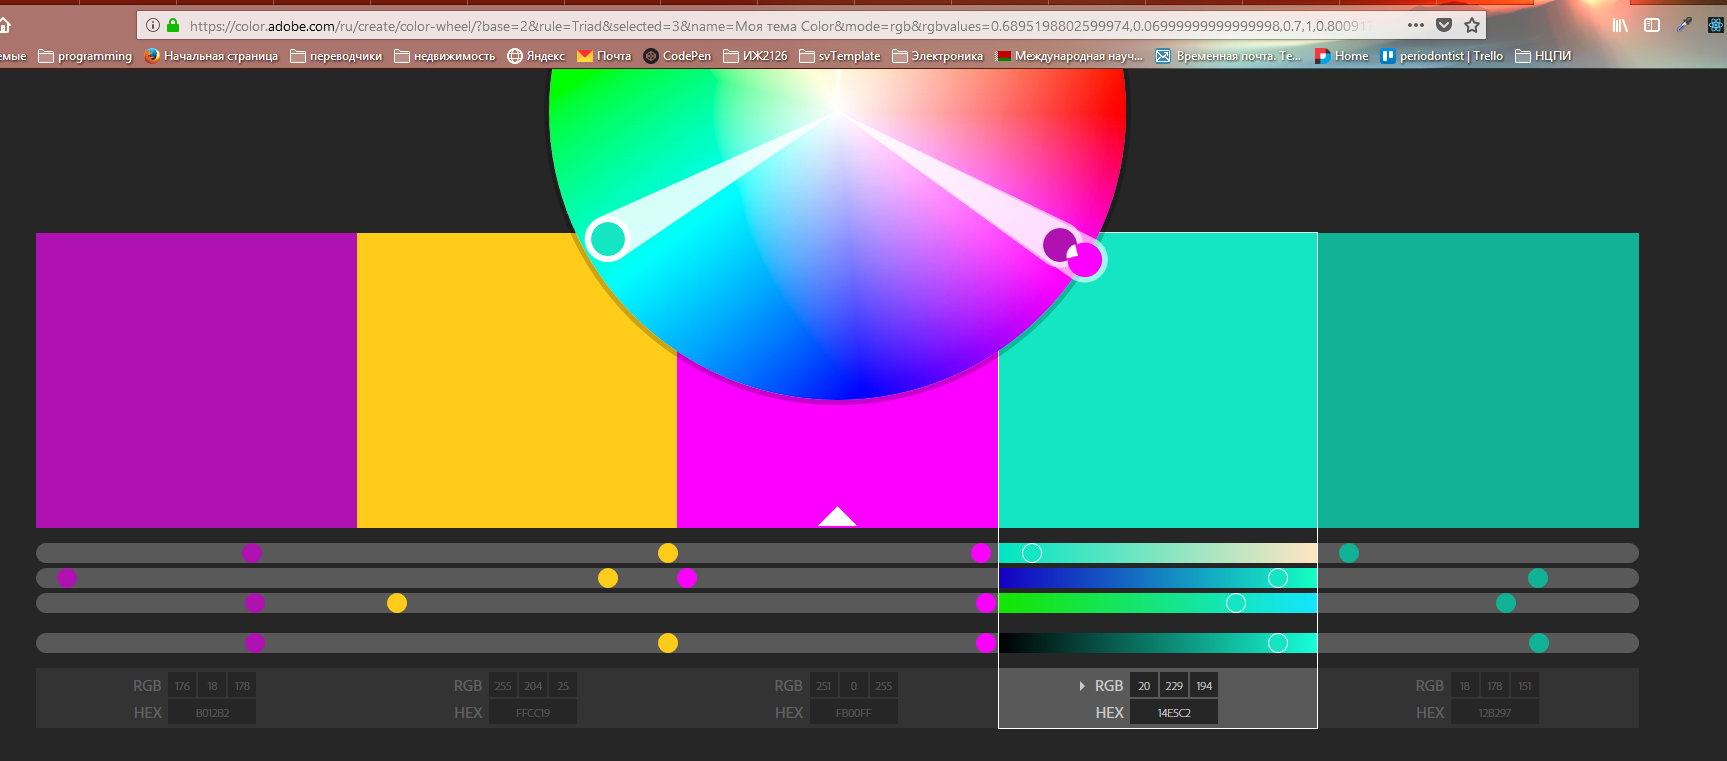 https://color.adobe.com/ru/create/color-wheel/?base=2&rule=Triad&selected=3&name=Моя тема Color&mode=rgb&rgbvalues=0.6895198802599974,0.06999999999999998,0.7,1,0.80091
емые programming Начальная страница переводчики недвижимость Яндекс Почта CodePen ИЖ2126 svTemplate Электроника Международная науч... Временная почта. Те... Home periodontist | Trello НЦПИ
RGB 176 18 178 RGB 255 204 25 RGB 251 0 255 RGB 20 229 194 RGB 18 178 151
HEX B012B2 HEX FFCC19 HEX FB00FF HEX 14E5C2 HEX 12B297